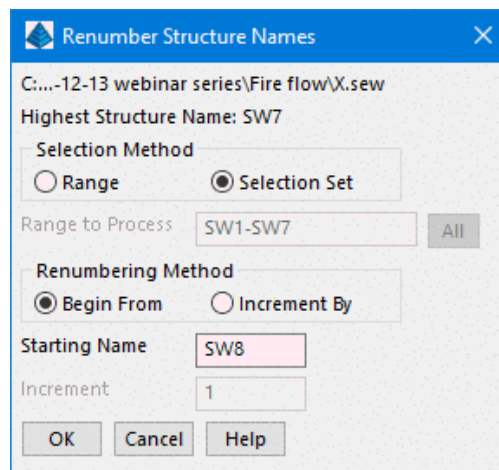 Renumber Structure Names
C:...-12-13 webinar series\Fire flow\X.sew
Highest Structure Name: SW7
Selection Method
Range Selection Set
Range to Process SW1-SW7 All
Renumbering Method
Begin From Increment By
Starting Name SW8
Increment 1
OK Cancel Help